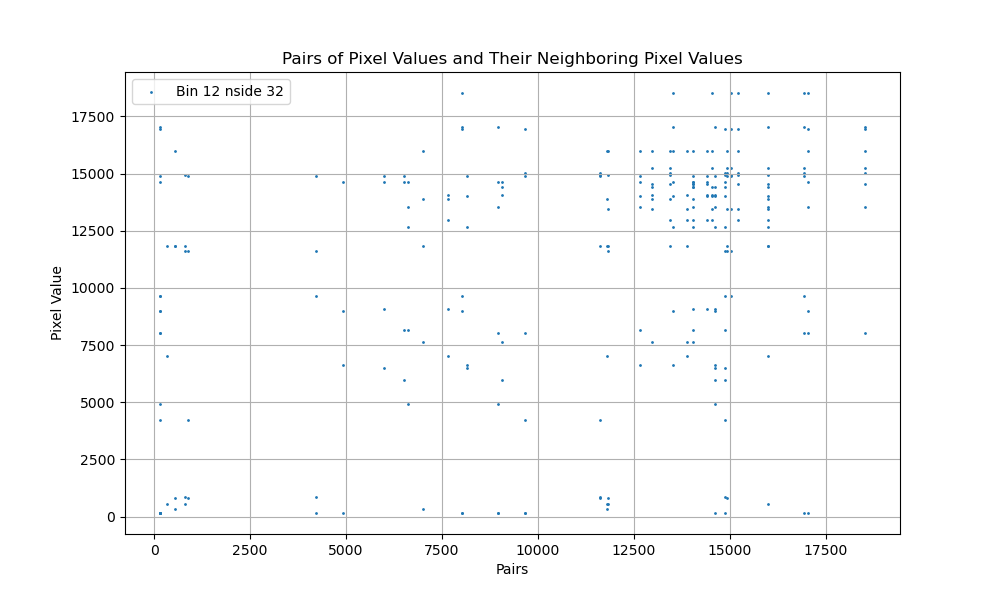 Pairs of Pixel Values and Their Neighboring Pixel Values
Bin 12 nside 32
17500
15000
12500
10000
7500
5000
2500
0
Pixel Value
0 2500 5000 7500 10000 12500 15000 17500
Pairs